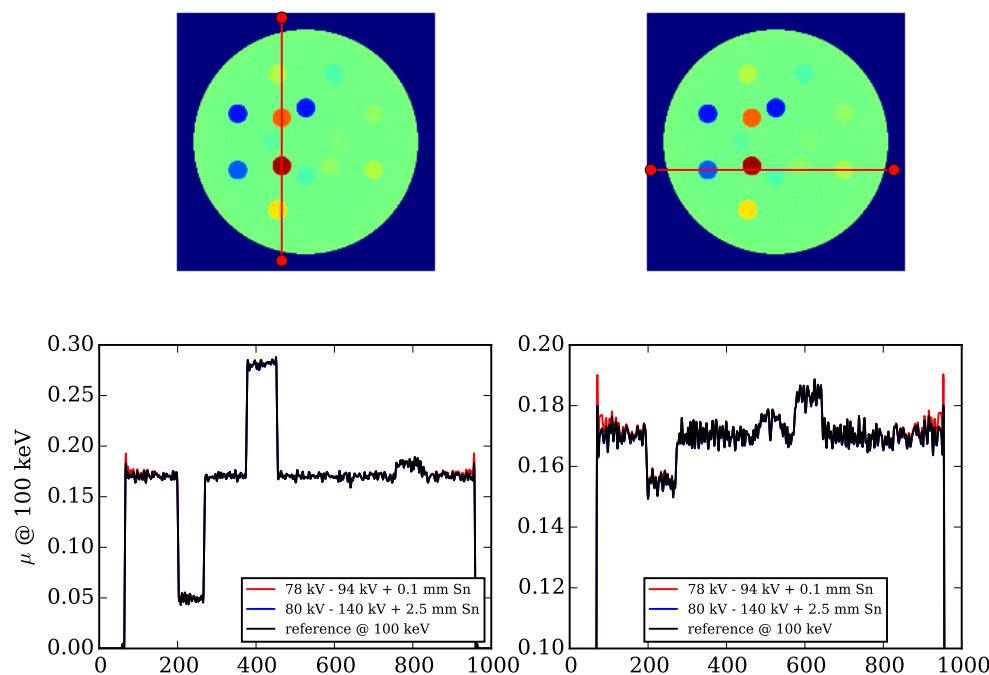 0.30
0.25
0.20
0.15
0.10
0.05
0.00
μ @ 100 keV
0 200 400 600 800 1000
78 kV - 94 kV + 0.1 mm Sn
80 kV - 140 kV + 2.5 mm Sn
reference @ 100 keV
0.20
0.18
0.16
0.14
0.12
0.10
0 200 400 600 800 1000
78 kV - 94 kV + 0.1 mm Sn
80 kV - 140 kV + 2.5 mm Sn
reference @ 100 keV